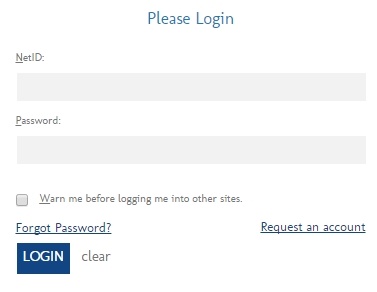 Please Login
NetID:
Password:
Warn me before logging me into other sites.
Forgot Password? Request an account
LOGIN clear